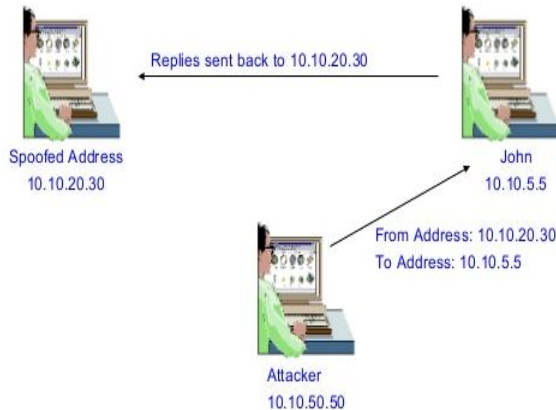 Replies sent back to 10.10.20.30
Spoofed Address
10.10.20.30
John
10.10.5.5
From Address: 10.10.20.30
To Address: 10.10.5.5
Attacker
10.10.50.50